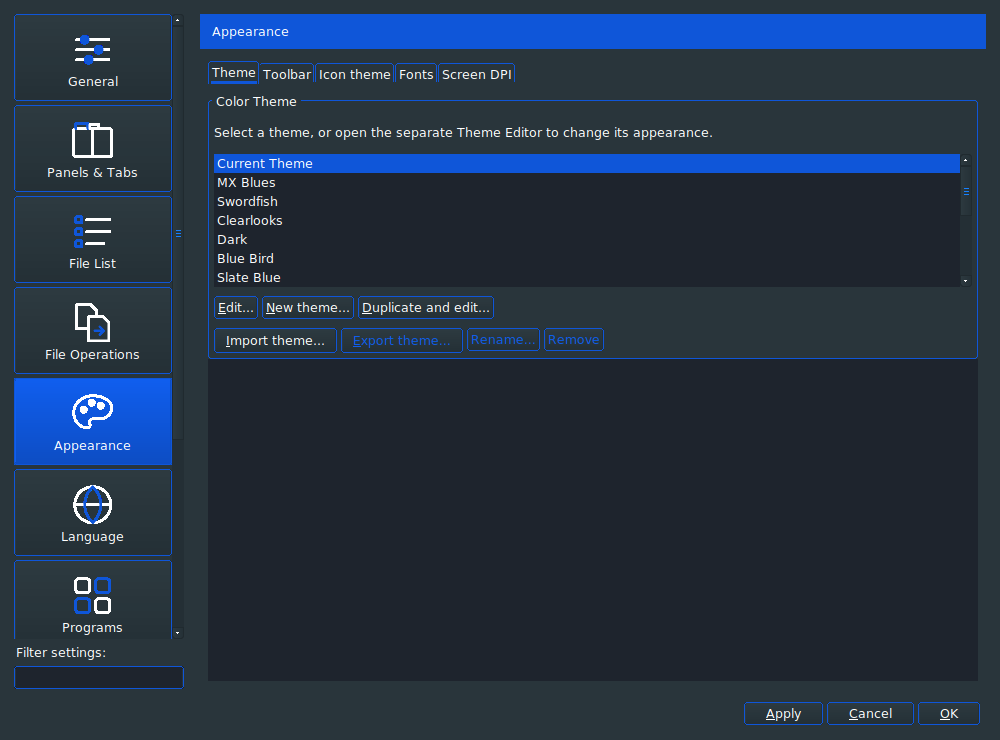 General
Panels & Tabs
File List
File Operations
Appearance
Language
Programs
Filter settings:
Appearance
Theme Toolbar Icon theme Fonts Screen DPI
Color Theme
Select a theme, or open the separate Theme Editor to change its appearance.
Current Theme
MX Blues
Swordfish
Clearlooks
Dark
Blue Bird
Slate Blue
Edit... New theme... Duplicate and edit...
Import theme... Export theme... Rename... Remove
Apply Cancel OK